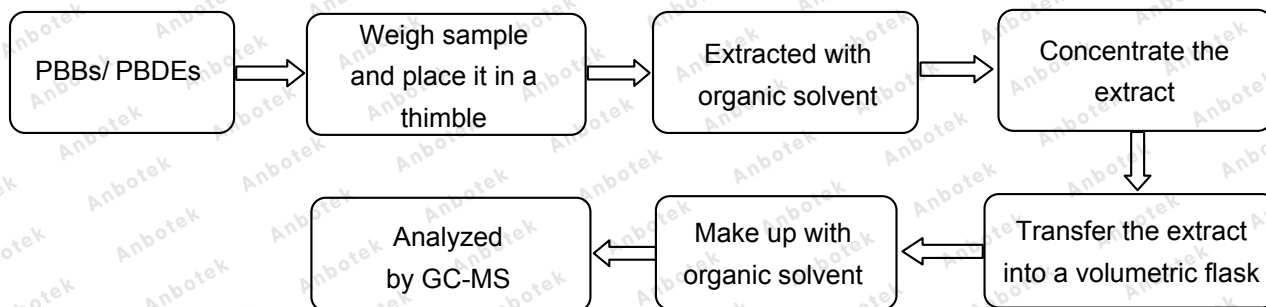 PBBs/ PBDEs
Weigh sample
and place it in a
thimble
Extracted with
organic solvent
Concentrate the
extract
Transfer the extract
into a volumetric flask
Make up with
organic solvent
Analyzed
by GC-MS
Anbotek